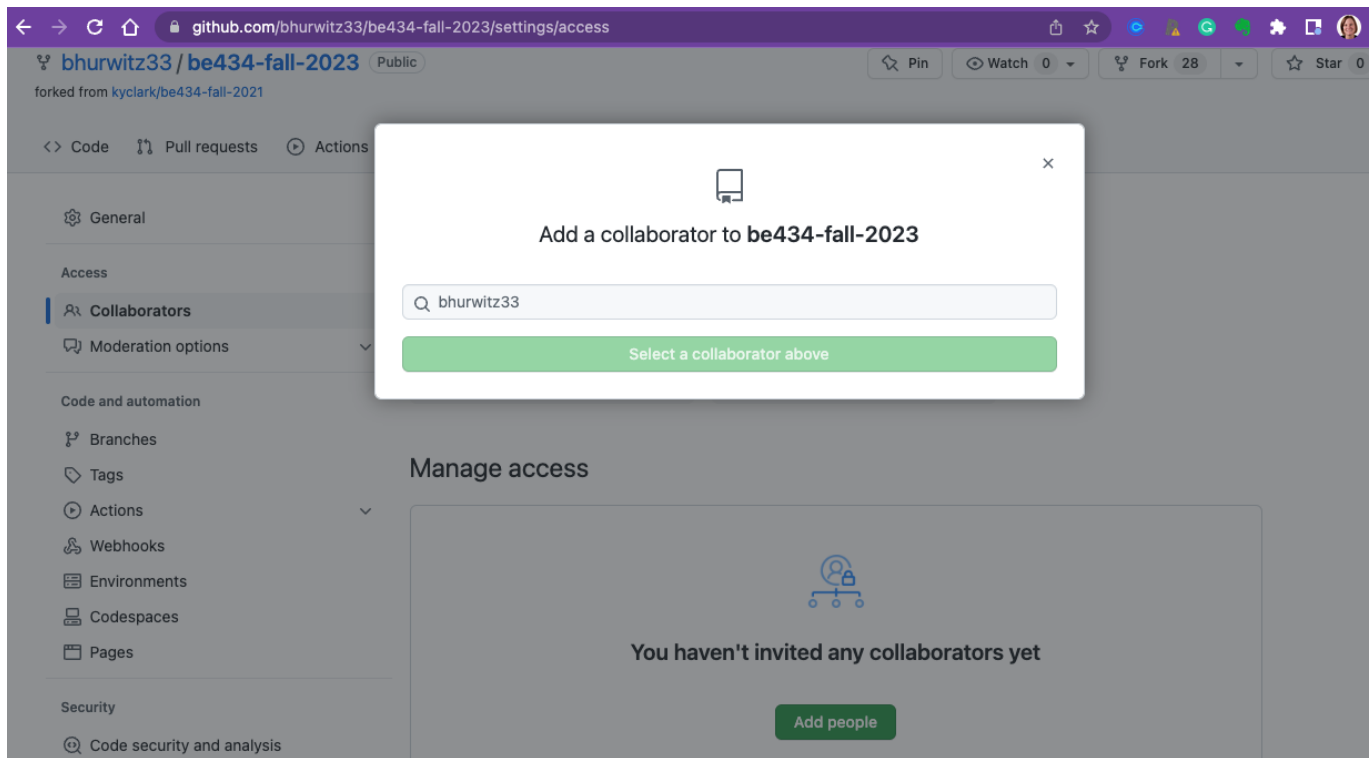 github.com/bhurwitz33/be434-fall-2023/settings/access
bhurwitz33 / be434-fall-2023 Public
Pin Watch 0 Fork 28 Star 0
forked from kyclark/be434-fall-2021
Code Pull requests Actions
General
Access
Collaborators
Moderation options
Code and automation
Branches
Tags
Actions
Webhooks
Environments
Codespaces
Pages
Security
Code security and analysis
Add a collaborator to be434-fall-2023
bhurwitz33
Select a collaborator above
Manage access
You haven't invited any collaborators yet
Add people